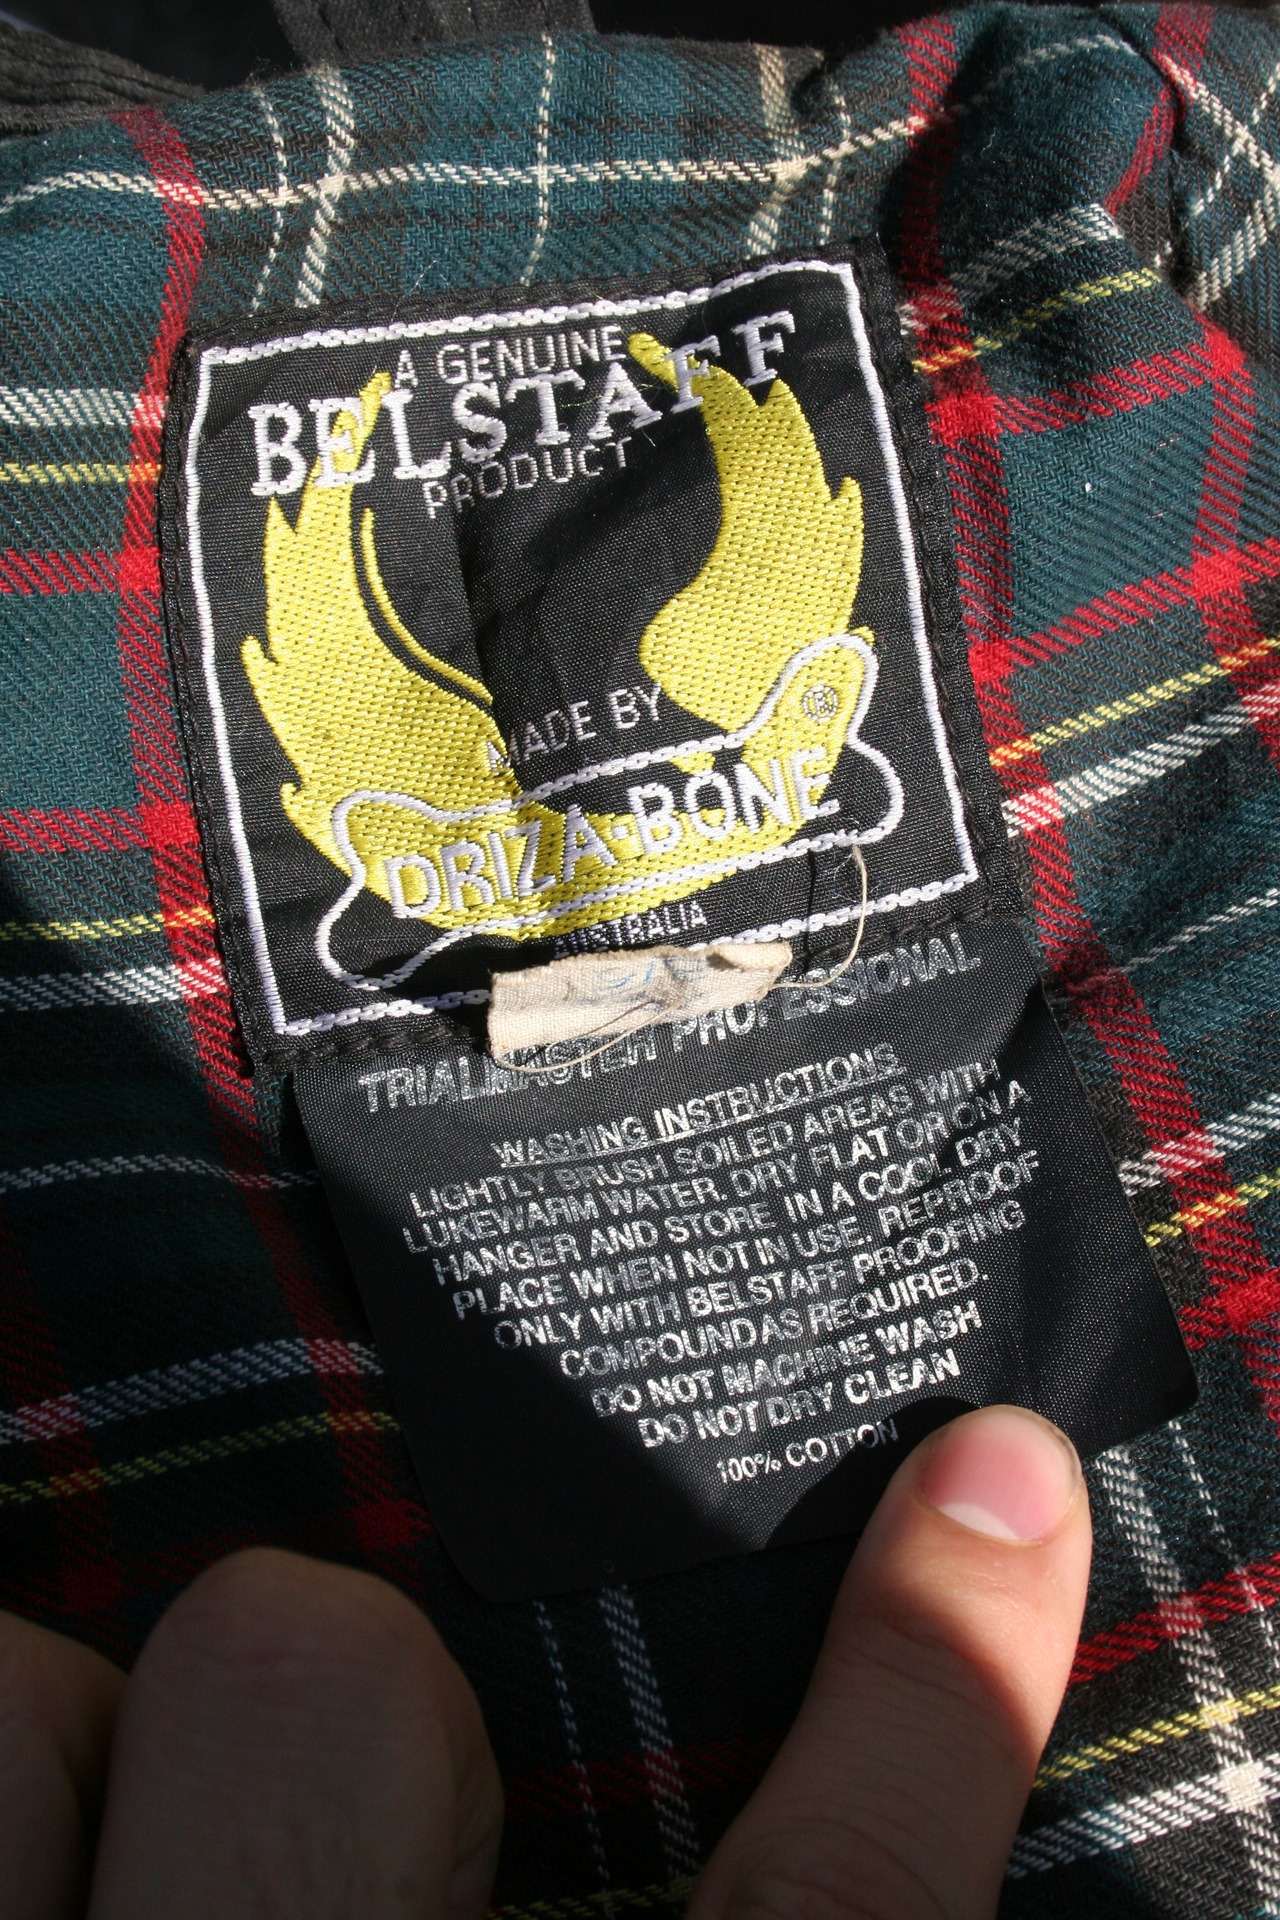 A GENUINE
BELSTAFF
PRODUCT
MADE BY
DRIZA-BONE ®
AUSTRALIA
TRIALMASTER PROFESSIONAL
WASHING INSTRUCTIONS
LIGHTLY BRUSH SOILED AREAS WITH
LUKEWARM WATER. DRY FLAT OR ON A
HANGER AND STORE IN A COOL DRY
PLACE WHEN NOT IN USE. REPROOF
ONLY WITH BELSTAFF PROOFING
COMPOUND AS REQUIRED.
DO NOT MACHINE WASH
DO NOT DRY CLEAN
100% COTTON